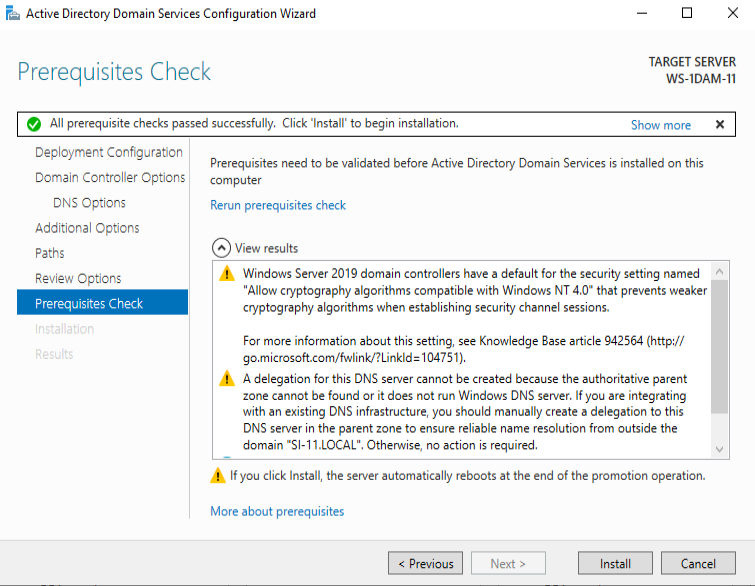 Active Directory Domain Services Configuration Wizard
Prerequisites Check
TARGET SERVER
WS-1DAM-11
All prerequisite checks passed successfully.  Click 'Install' to begin installation.
Show more
Deployment Configuration
Domain Controller Options
DNS Options
Additional Options
Paths
Review Options
Prerequisites Check
Installation
Results
Prerequisites need to be validated before Active Directory Domain Services is installed on this
computer
Rerun prerequisites check
View results
Windows Server 2019 domain controllers have a default for the security setting named
"Allow cryptography algorithms compatible with Windows NT 4.0" that prevents weaker
cryptography algorithms when establishing security channel sessions.
For more information about this setting, see Knowledge Base article 942564 (http://
go.microsoft.com/fwlink/?LinkId=104751).
A delegation for this DNS server cannot be created because the authoritative parent
zone cannot be found or it does not run Windows DNS server. If you are integrating
with an existing DNS infrastructure, you should manually create a delegation to this
DNS server in the parent zone to ensure reliable name resolution from outside the
domain "SI-11.LOCAL". Otherwise, no action is required.
If you click Install, the server automatically reboots at the end of the promotion operation.
More about prerequisites
< Previous
Next >
Install
Cancel